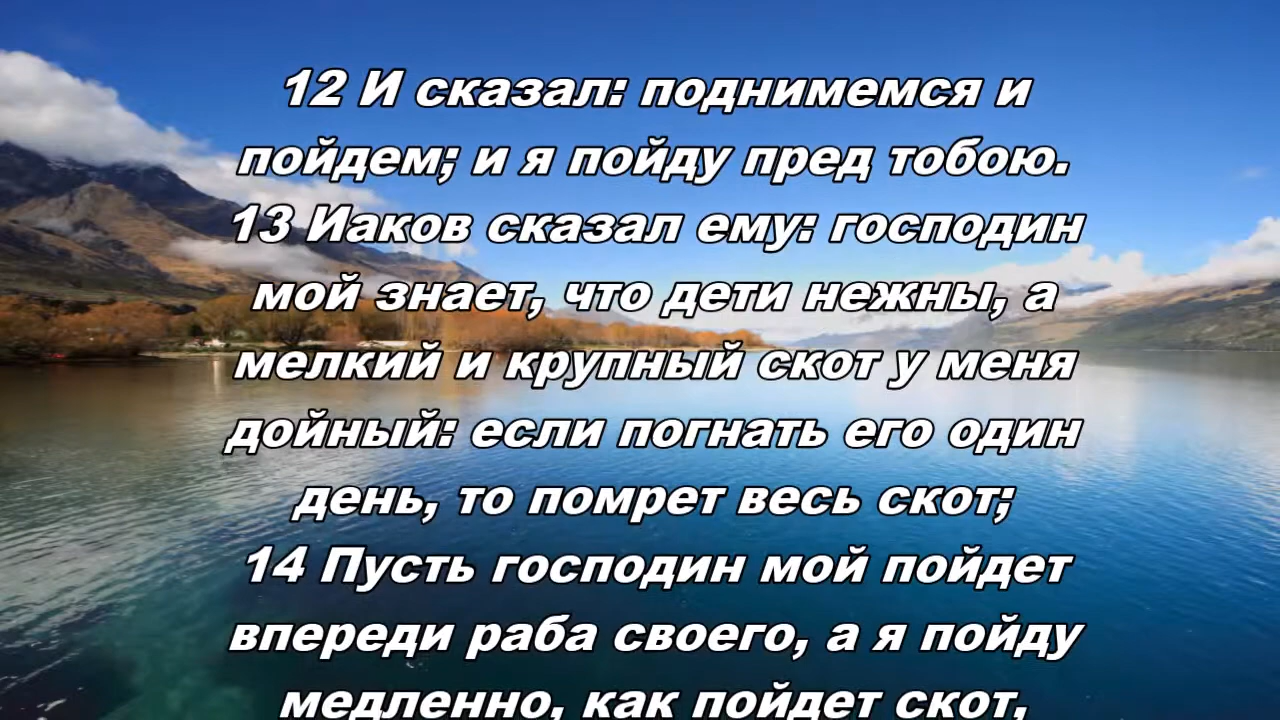 12 И сказал: поднимемся и
пойдем; и я пойду пред тобою.
13 Иаков сказал ему: господин
мой знает, что дети нежны, а
мелкий и крупный скот у меня
дойный: если погнать его один
день, то помрет весь скот;
14 Пусть господин мой пойдет
впереди раба своего, а я пойду
медленно, как пойдет скот,